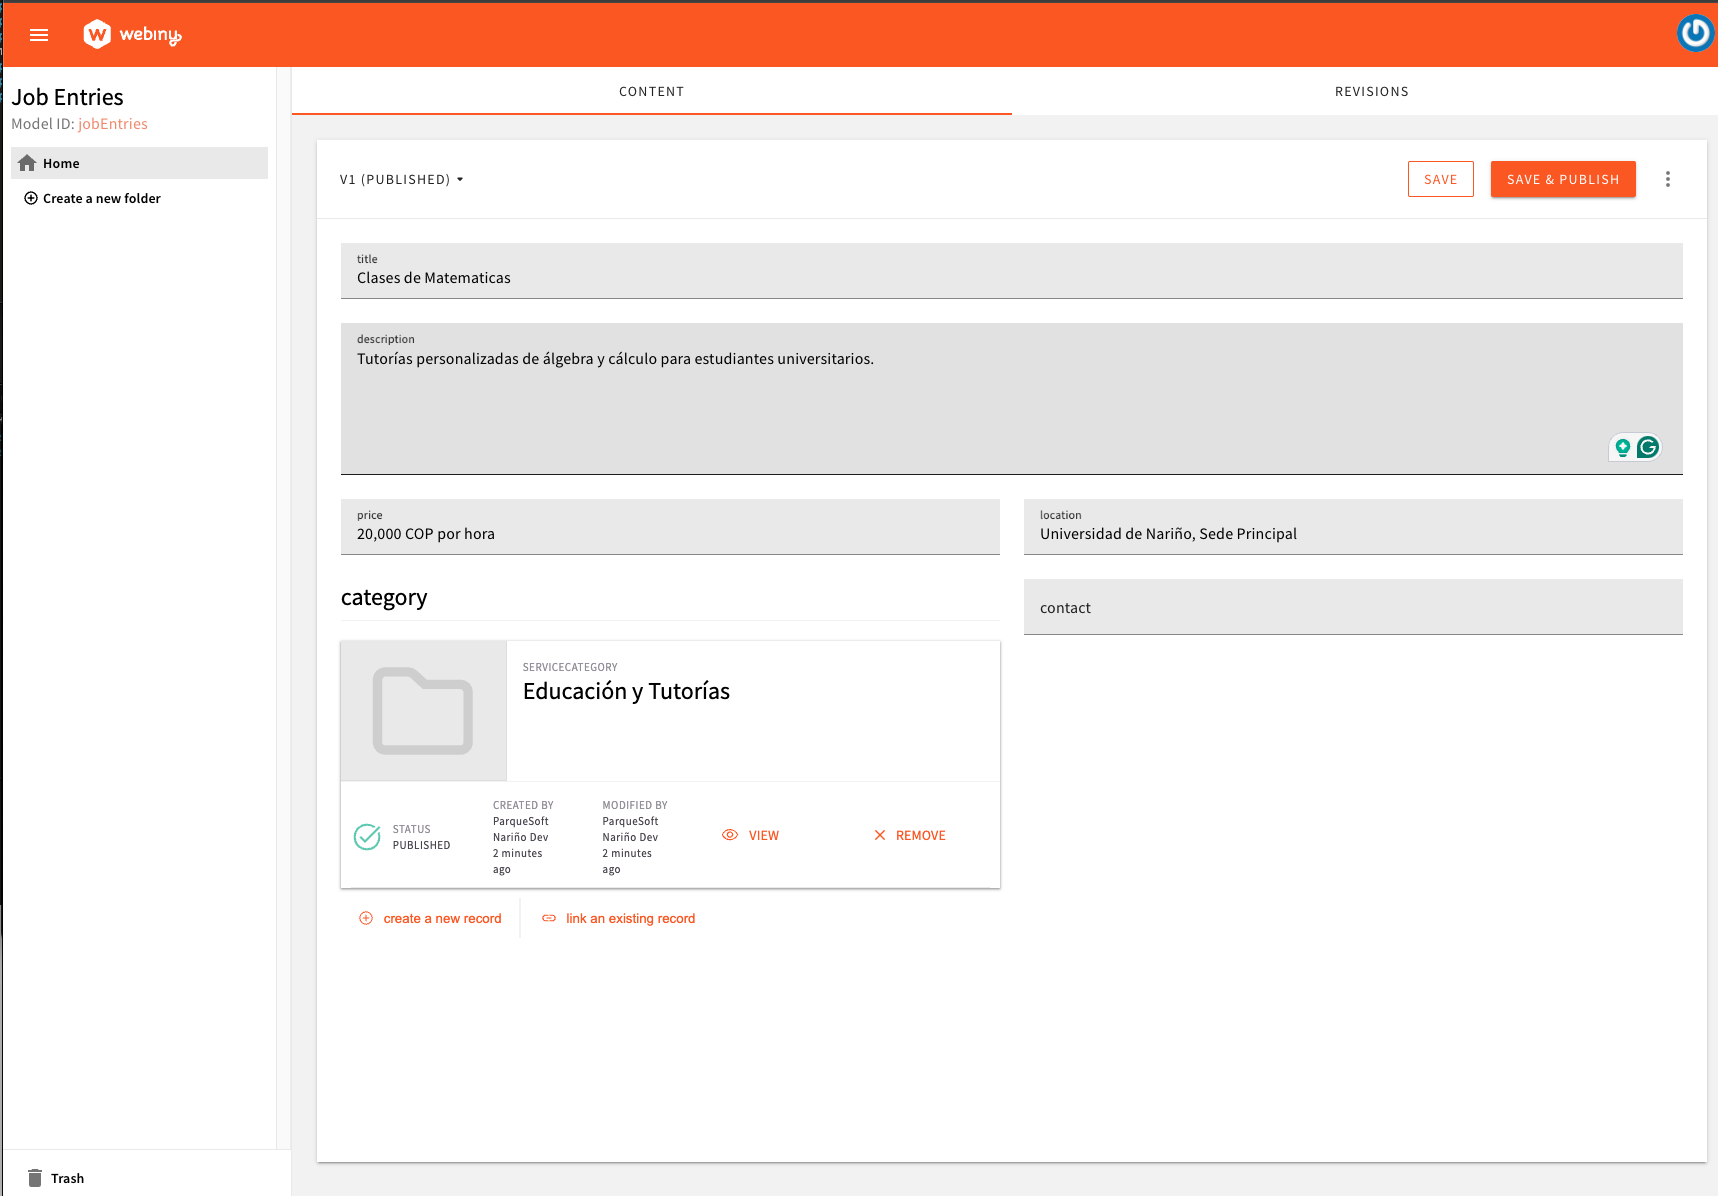 webiny
Job Entries
Model ID: jobEntries
Home
Create a new folder
Trash
CONTENT
REVISIONS
V1 (PUBLISHED)
SAVE
SAVE & PUBLISH
title
Clases de Matematicas
description
Tutorías personalizadas de álgebra y cálculo para estudiantes universitarios.
price
20,000 COP por hora
location
Universidad de Nariño, Sede Principal
category
contact
SERVICECATEGORY
Educación y Tutorías
STATUS
PUBLISHED
CREATED BY
ParqueSoft
Nariño Dev
2 minutes
ago
MODIFIED BY
ParqueSoft
Nariño Dev
2 minutes
ago
VIEW
REMOVE
create a new record
link an existing record